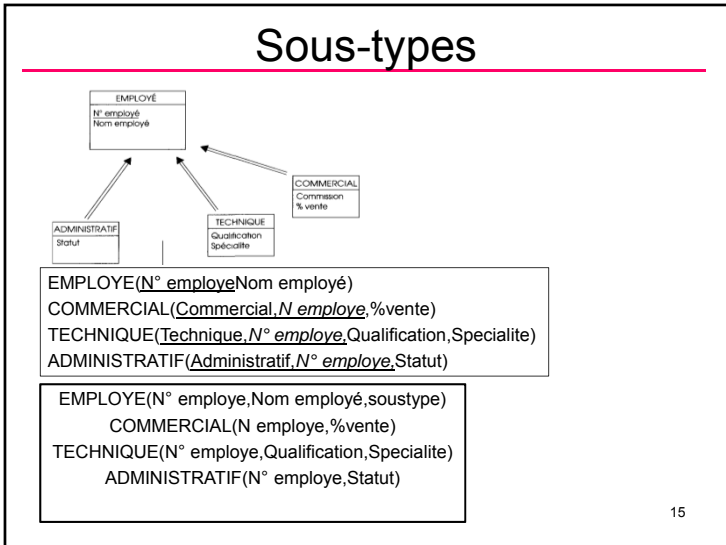 Sous-types
EMPLOYÉ
N° employé
Nom employé
COMMERCIAL
Commission
% vente
ADMINISTRATIF
Statut
TECHNIQUE
Qualification
Spécialite
EMPLOYE(N° employeNom employé)
COMMERCIAL(Commercial,N employe,%vente)
TECHNIQUE(Technique,N° employe,Qualification,Specialite)
ADMINISTRATIF(Administratif,N° employe,Statut)
EMPLOYE(N° employe,Nom employé,soustype)
COMMERCIAL(N employe,%vente)
TECHNIQUE(N° employe,Qualification,Specialite)
ADMINISTRATIF(N° employe,Statut)
15